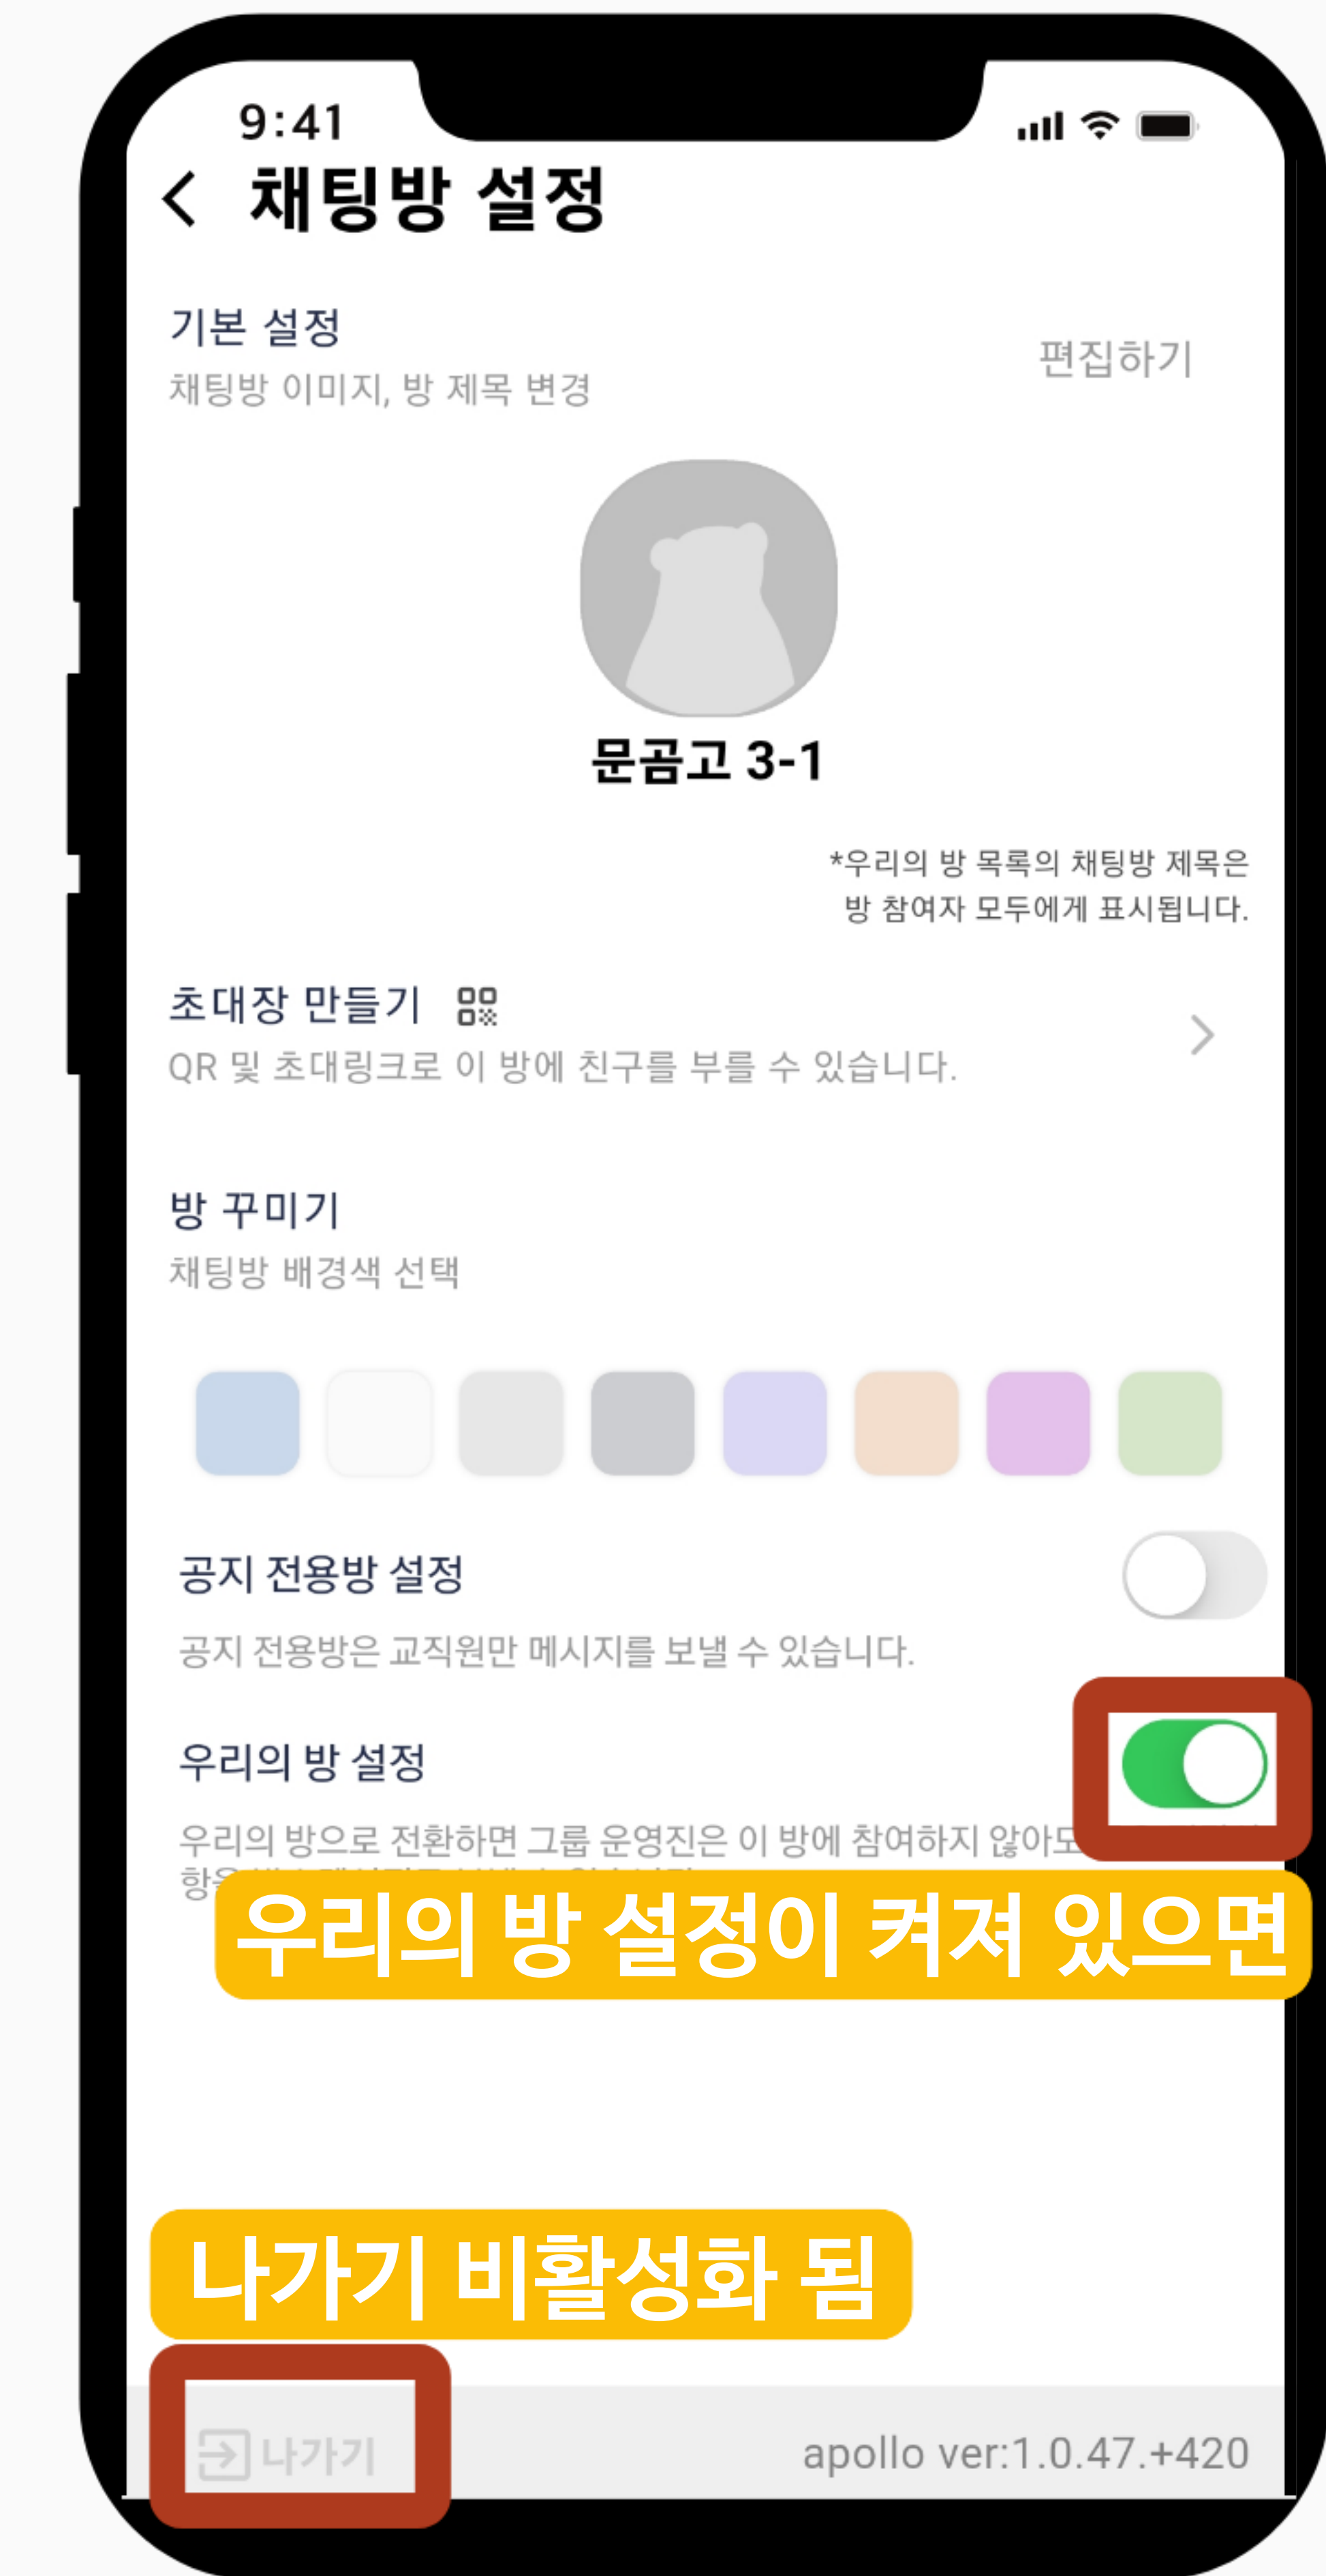 9:41
채팅방 설정
기본 설정
편집하기
채팅방 이미지, 방 제목 변경
문곰고 3-1
*우리의 방 목록의 채팅방 제목은
방 참여자 모두에게 표시됩니다.
초대장 만들기
QR 및 초대링크로 이 방에 친구를 부를 수 있습니다.
방 꾸미기
채팅방 배경색 선택
공지 전용방 설정
공지 전용방은 교직원만 메시지를 보낼 수 있습니다.
우리의 방 설정
우리의 방으로 전환하면 그룹 운영진은 이 방에 참여하지 않아도
우리의 방 설정이 켜져 있으면
나가기 비활성화 됨
나가기
apollo ver:1.0.47.+420